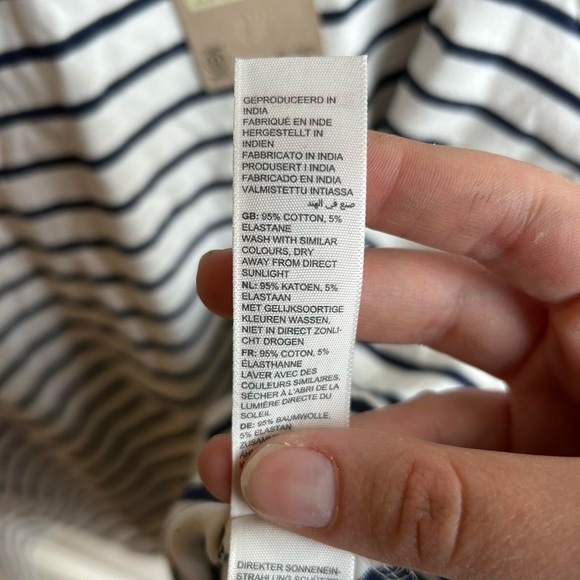 GEPRODUCEERD IN
INDIA
FABRIQUÉ EN INDE
HERGESTELLT IN
INDIEN
FABBRICATO IN INDIA
PRODUSERT I INDIA
FABRICADO EN INDIA
VALMISTETTU INTIASSA
صنع في الهند
GB: 95% COTTON, 5%
ELASTANE
WASH WITH SIMILAR
COLOURS, DRY
AWAY FROM DIRECT
SUNLIGHT
NL: 95% KATOEN, 5%
ELASTAAN
MET GELIJKSOORTIGE
KLEUREN WASSEN,
NIET IN DIRECT ZONLI-
CHT DROGEN
FR: 95% COTON, 5%
ÉLASTHANNE
LAVER AVEC DES
COULEURS SIMILAIRES,
SÉCHER À L'ABRI DE LA
LUMIÈRE DIRECTE DU
SOLEIL
DE: 95% BAUMWOLLE,
5% ELASTAN
DIREKTER SONNENEIN-